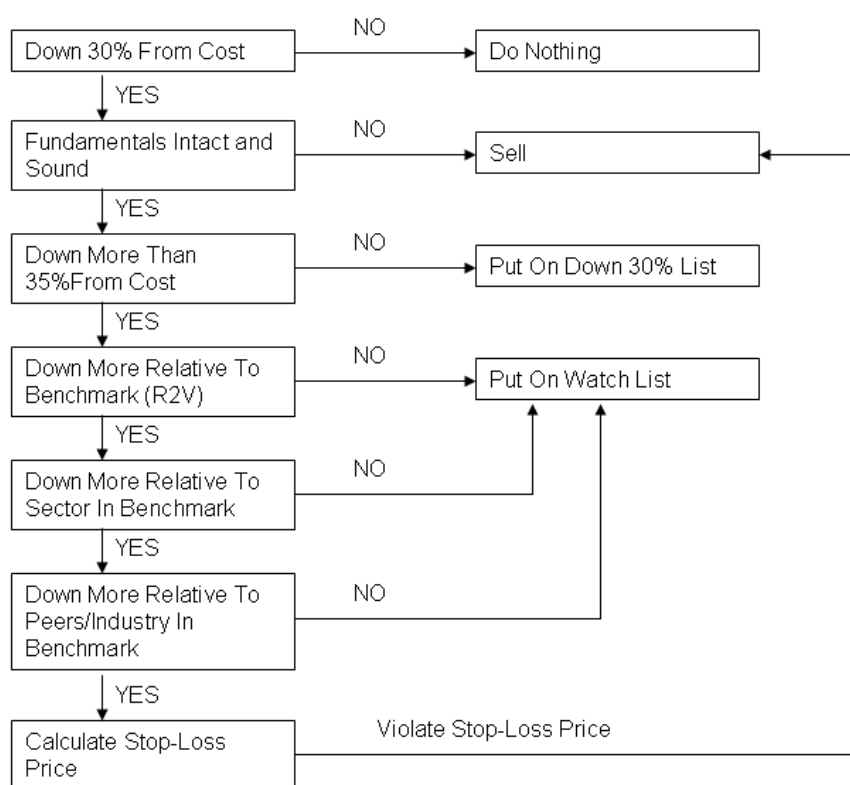 NO
Down 30% From Cost
Do Nothing
YES
Fundamentals Intact and
Sound
NO
Sell
YES
Down More Than
35%From Cost
NO
Put On Down 30% List
YES
Down More Relative To
Benchmark (R2V)
NO
Put On Watch List
YES
Down More Relative To
Sector In Benchmark
NO
YES
Down More Relative To
Peers/Industry In
Benchmark
NO
YES
Calculate Stop-Loss
Price
Violate Stop-Loss Price